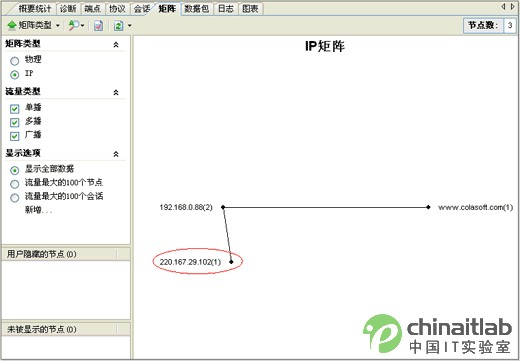 概要统计 诊断 端点 协议 会话 矩阵 数据包 日志 图表
矩阵类型 节点数: 3
矩阵类型
物理
IP
流量类型
单播
多播
广播
显示选项
显示全部数据
流量最大的100个节点
流量最大的100个会话
新增...
用户隐藏的节点(0)
未被显示的节点(0)
IP矩阵
192.168.0.88(2)
www.colasoft.com(1)
220.167.29.102(1)
chinaitlab
中国IT实验室